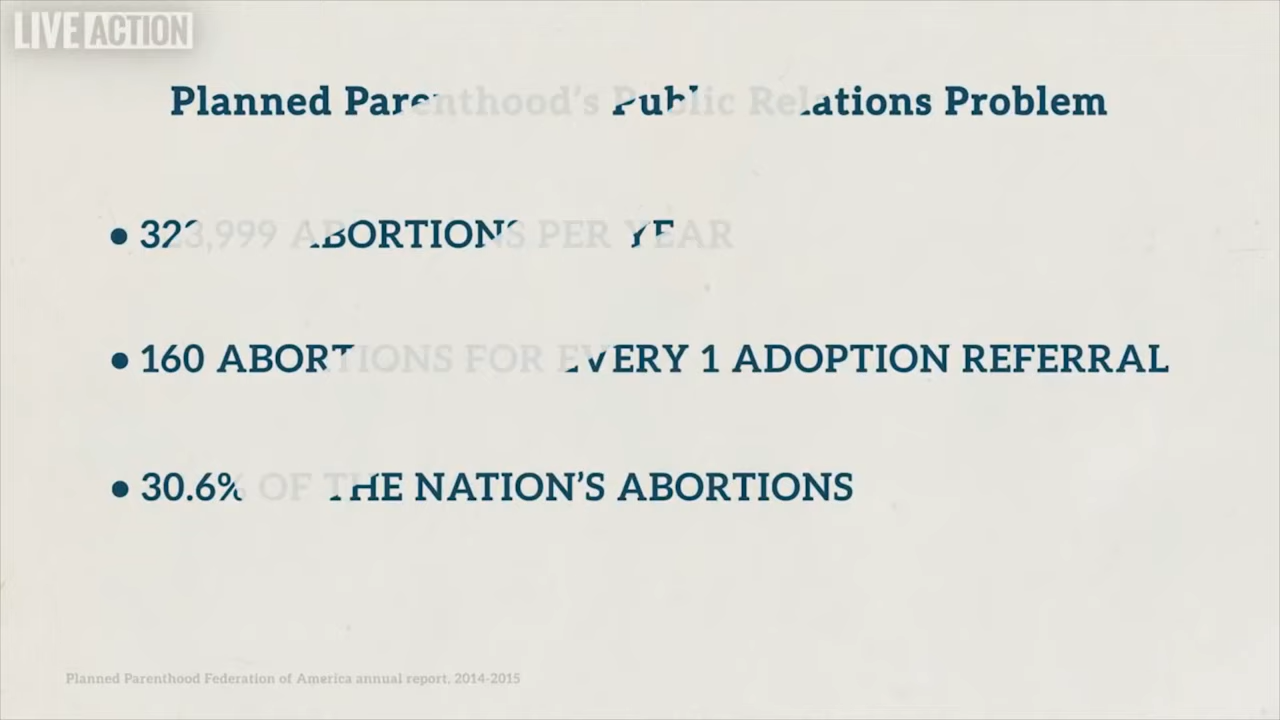 LIVE ACTION
Planned Parenthood's Public Relations Problem
● 323,999 ABORTIONS PER YEAR
● 160 ABORTIONS FOR EVERY 1 ADOPTION REFERRAL
● 30.6% OF THE NATION'S ABORTIONS
Planned Parenthood Federation of America annual report, 2014-2015